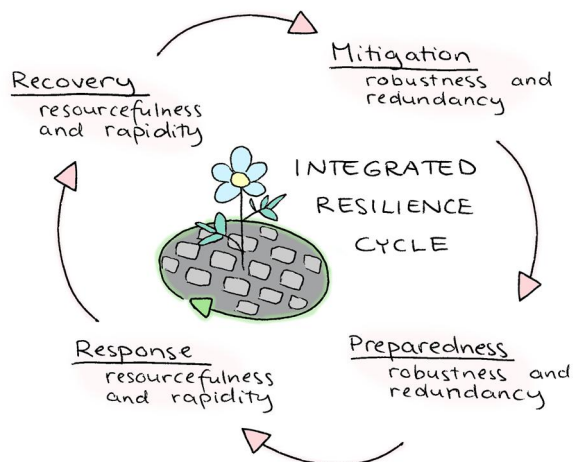 Mitigation
robustness and
redundancy
Recovery
resourcefulness
and rapidity
INTEGRATED
RESILIENCE
CYCLE
Preparedness
robustness and
redundancy
Response
resourcefulness
and rapidity